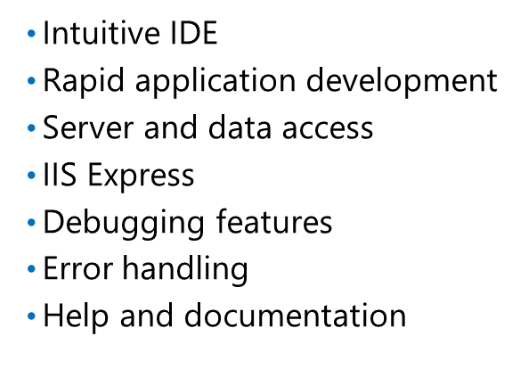 • Intuitive IDE
• Rapid application development
• Server and data access
• IIS Express
• Debugging features
• Error handling
• Help and documentation